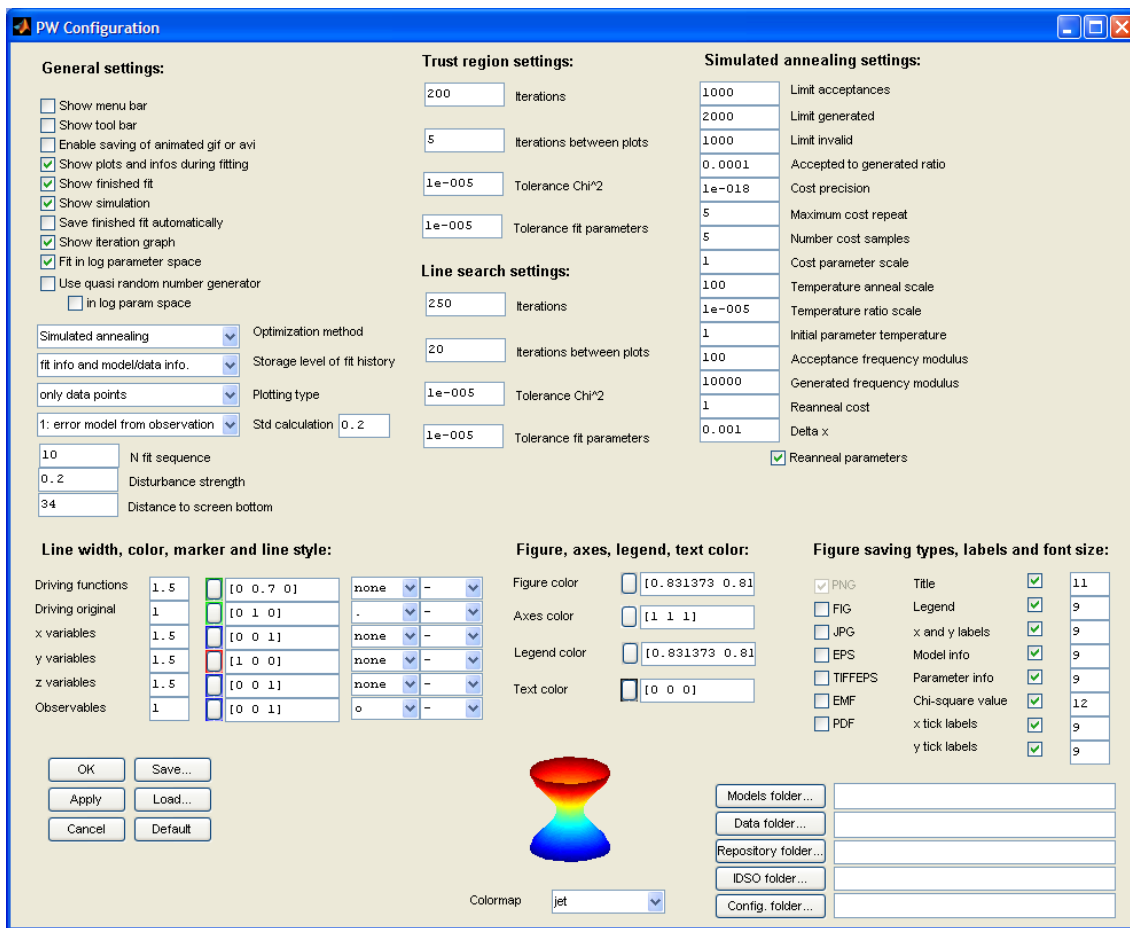 PW Configuration
General settings:
Show menu bar
Show tool bar
Enable saving of animated gif or avi
Show plots and infos during fitting
Show finished fit
Show simulation
Save finished fit automatically
Show iteration graph
Fit in log parameter space
Use quasi random number generator
in log param space
Simulated annealing Optimization method
fit info and model/data info. Storage level of fit history
only data points Plotting type
1: error model from observation Std calculation 0.2
10 N fit sequence
0.2 Disturbance strength
34 Distance to screen bottom
Trust region settings:
200 Iterations
5 Iterations between plots
1e-005 Tolerance Chi^2
1e-005 Tolerance fit parameters
Line search settings:
250 Iterations
20 Iterations between plots
1e-005 Tolerance Chi^2
1e-005 Tolerance fit parameters
Simulated annealing settings:
1000 Limit acceptances
2000 Limit generated
1000 Limit invalid
0.0001 Accepted to generated ratio
1e-018 Cost precision
5 Maximum cost repeat
5 Number cost samples
1 Cost parameter scale
100 Temperature anneal scale
1e-005 Temperature ratio scale
1 Initial parameter temperature
100 Acceptance frequency modulus
10000 Generated frequency modulus
1 Reanneal cost
0.001 Delta x
Reanneal parameters
Line width, color, marker and line style:
Driving functions 1.5 [0 0.7 0] none -
Driving original 1 [0 1 0] . -
x variables 1.5 [0 0 1] none -
y variables 1.5 [1 0 0] none -
z variables 1.5 [0 0 1] none -
Observables 1 [0 0 1] o -
Figure, axes, legend, text color:
Figure color [0.831373 0.81
Axes color [1 1 1]
Legend color [0.831373 0.81
Text color [0 0 0]
Figure saving types, labels and font size:
PNG Title 11
FIG Legend 9
JPG x and y labels 9
EPS Model info 9
TIFFEPS Parameter info 9
EMF Chi-square value 12
PDF x tick labels 9
y tick labels 9
OK Save...
Apply Load...
Cancel Default
Colormap jet
Models folder...
Data folder...
Repository folder...
IDSO folder...
Config. folder...